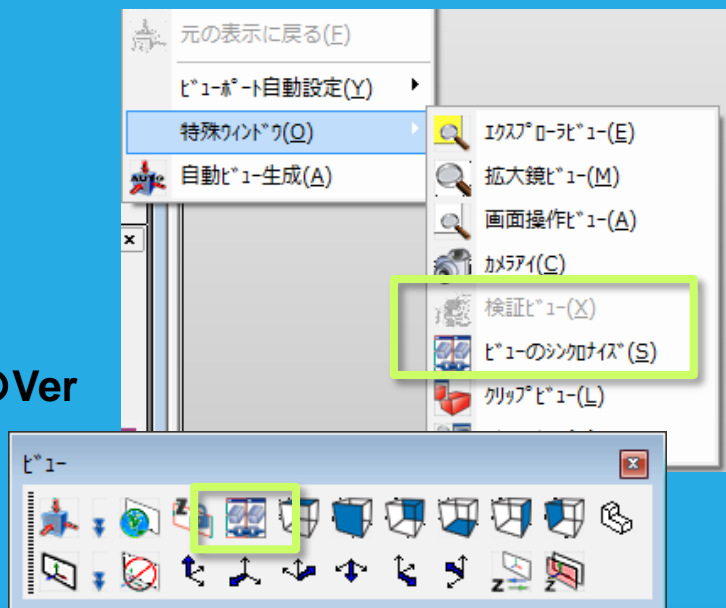 元の表示に戻る(F)
ﾋﾞｭｰﾎﾟｰﾄ自動設定(Y)
特殊ｳｨﾝﾄﾞｳ(O)
自動ﾋﾞｭｰ生成(A)
ｴｸｽﾌﾟﾛｰﾗﾋﾞｭｰ(E)
拡大鏡ﾋﾞｭｰ(M)
画面操作ﾋﾞｭｰ(A)
ｶﾒﾗｱｲ(C)
検証ﾋﾞｭｰ(X)
ﾋﾞｭｰのｼﾝｸﾛﾅｲｽﾞ(S)
ｸﾘｯﾌﾟﾋﾞｭｰ(L)
のVer
ﾋﾞｭｰ